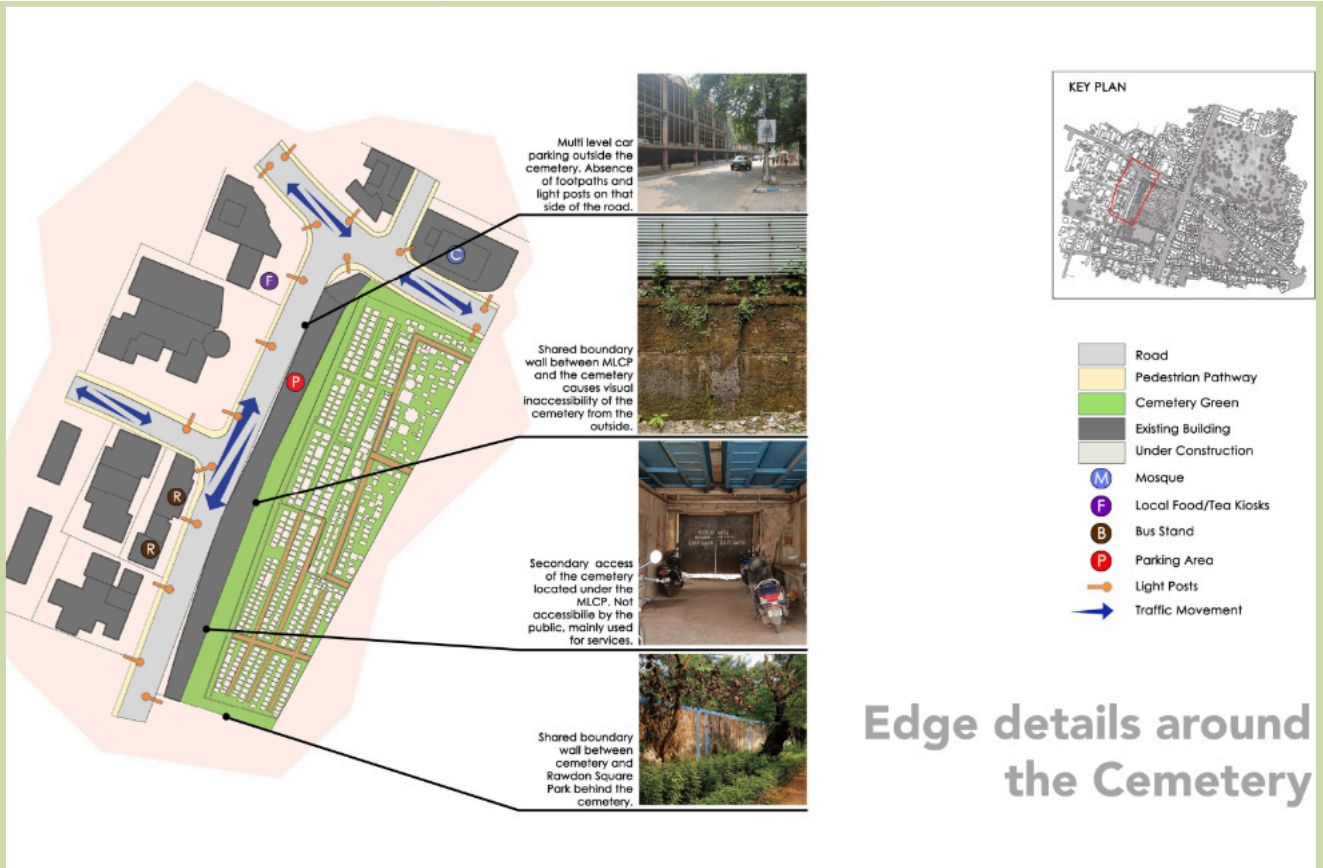 Multi level car
parking outside the
cemetery. Absence
of footpaths and
light posts on that
side of the road.
Shared boundary
wall between MLCP
and the cemetery
causes visual
inaccessibility of the
cemetery from the
outside.
Secondary access
of the cemetery
located under the
MLCP. Not
accessibile by the
public, mainly used
for services.
Shared boundary
wall between
cemetery and
Rawdon Square
Park behind the
cemetery.
C
F
P
R
R
KEY PLAN
Road
Pedestrian Pathway
Cemetery Green
Existing Building
Under Construction
M Mosque
F Local Food/Tea Kiosks
B Bus Stand
P Parking Area
Light Posts
Traffic Movement
Edge details around
the Cemetery